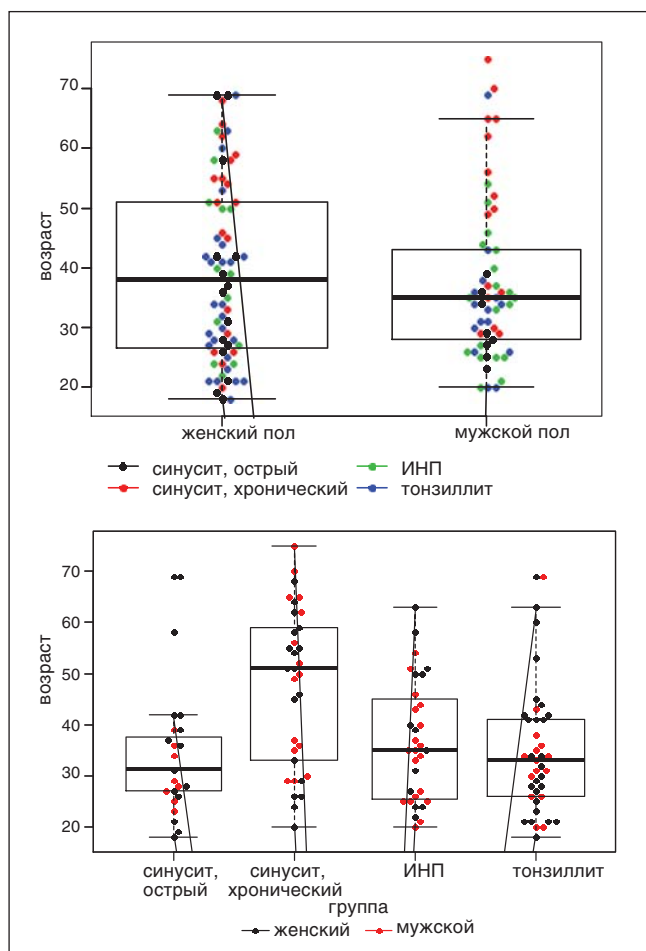 70
60
50
40
30
20
возраст
женский пол
мужской пол
синусит, острый
ИНП
синусит, хронический
тонзиллит
70
60
50
40
30
20
возраст
синусит, острый
синусит, хронический
ИНП
тонзиллит
группа
женский
мужской